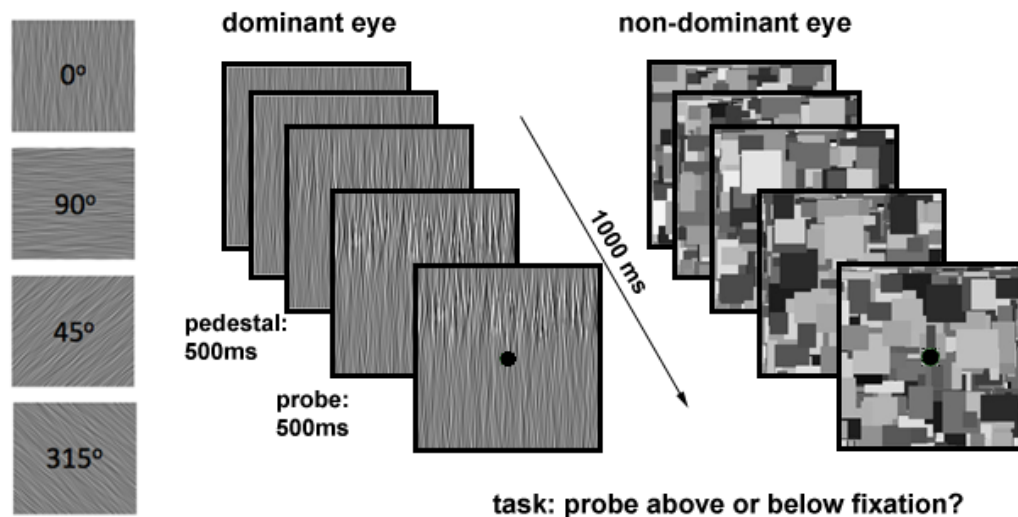 dominant eye
non-dominant eye
0º
90º
45º
315º
pedestal:
500ms
probe:
500ms
1000 ms
task: probe above or below fixation?